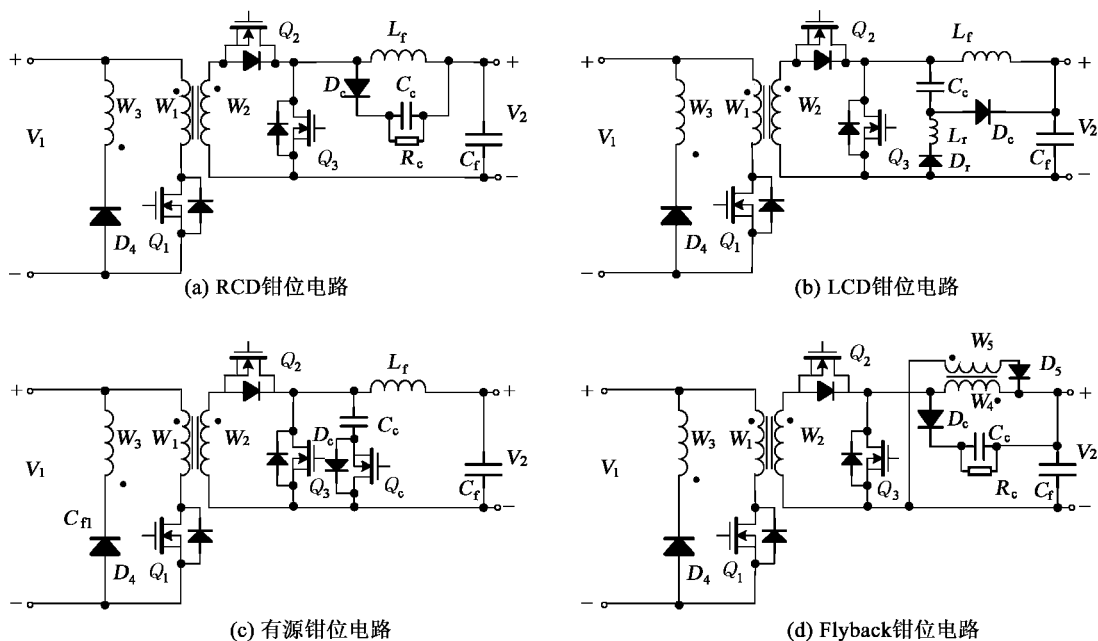 + Q2 Lf +
V1 W3 W1 W2 Dc Cc Rc V2
Q3 Cf
D4 Q1
− −
(a) RCD钳位电路
+ Q2 Lf +
V1 W3 W1 W2 Cc Dc V2
Q3 Lr Dr Cf
D4 Q1
− −
(b) LCD钳位电路
+ Q2 Lf +
V1 W3 W1 W2 Dc Cc V2
Q3 Qc Cf
Cf1 D4 Q1
− −
(c) 有源钳位电路
+ Q2 W5 D5 +
V1 W3 W1 W2 W4 Dc Cc V2
Q3 Rc Cf
D4 Q1
− −
(d) Flyback钳位电路